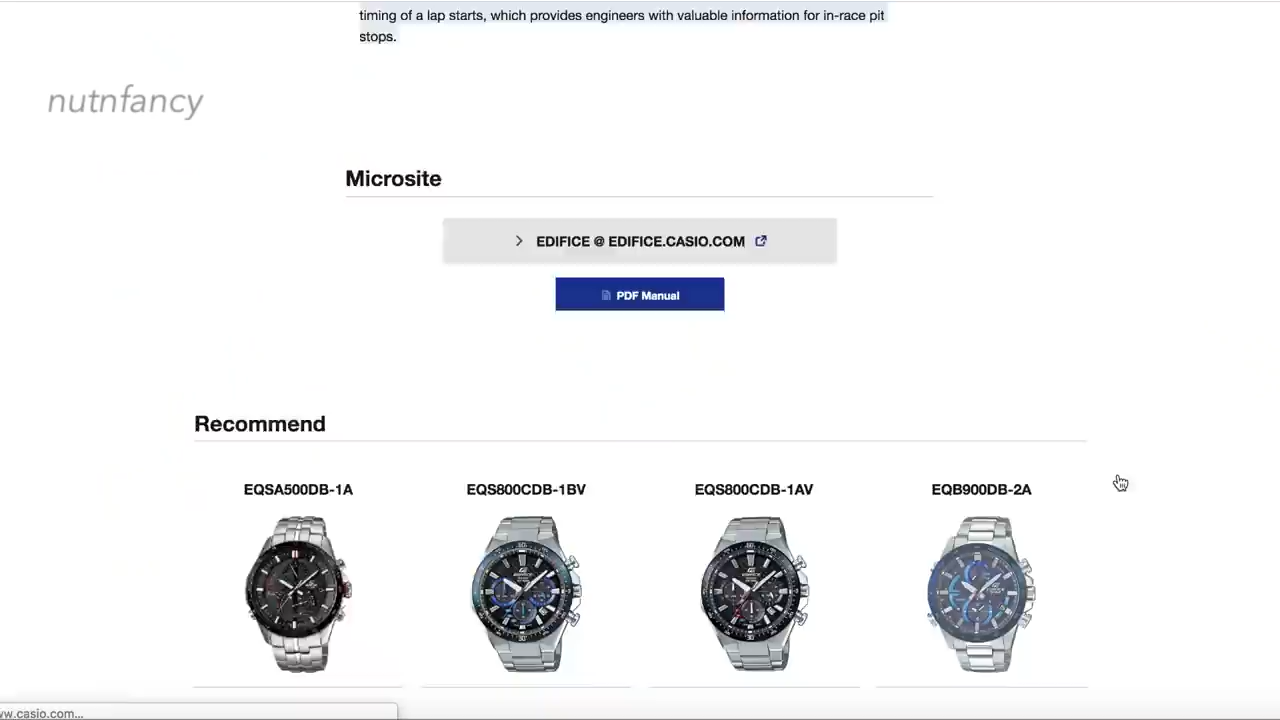 timing of a lap starts, which provides engineers with valuable information for in-race pit
stops.
nutnfancy
Microsite
EDIFICE @ EDIFICE.CASIO.COM
PDF Manual
Recommend
EQSA500DB-1A
EQS800CDB-1BV
EQS800CDB-1AV
EQB900DB-2A
ww.casio.com...